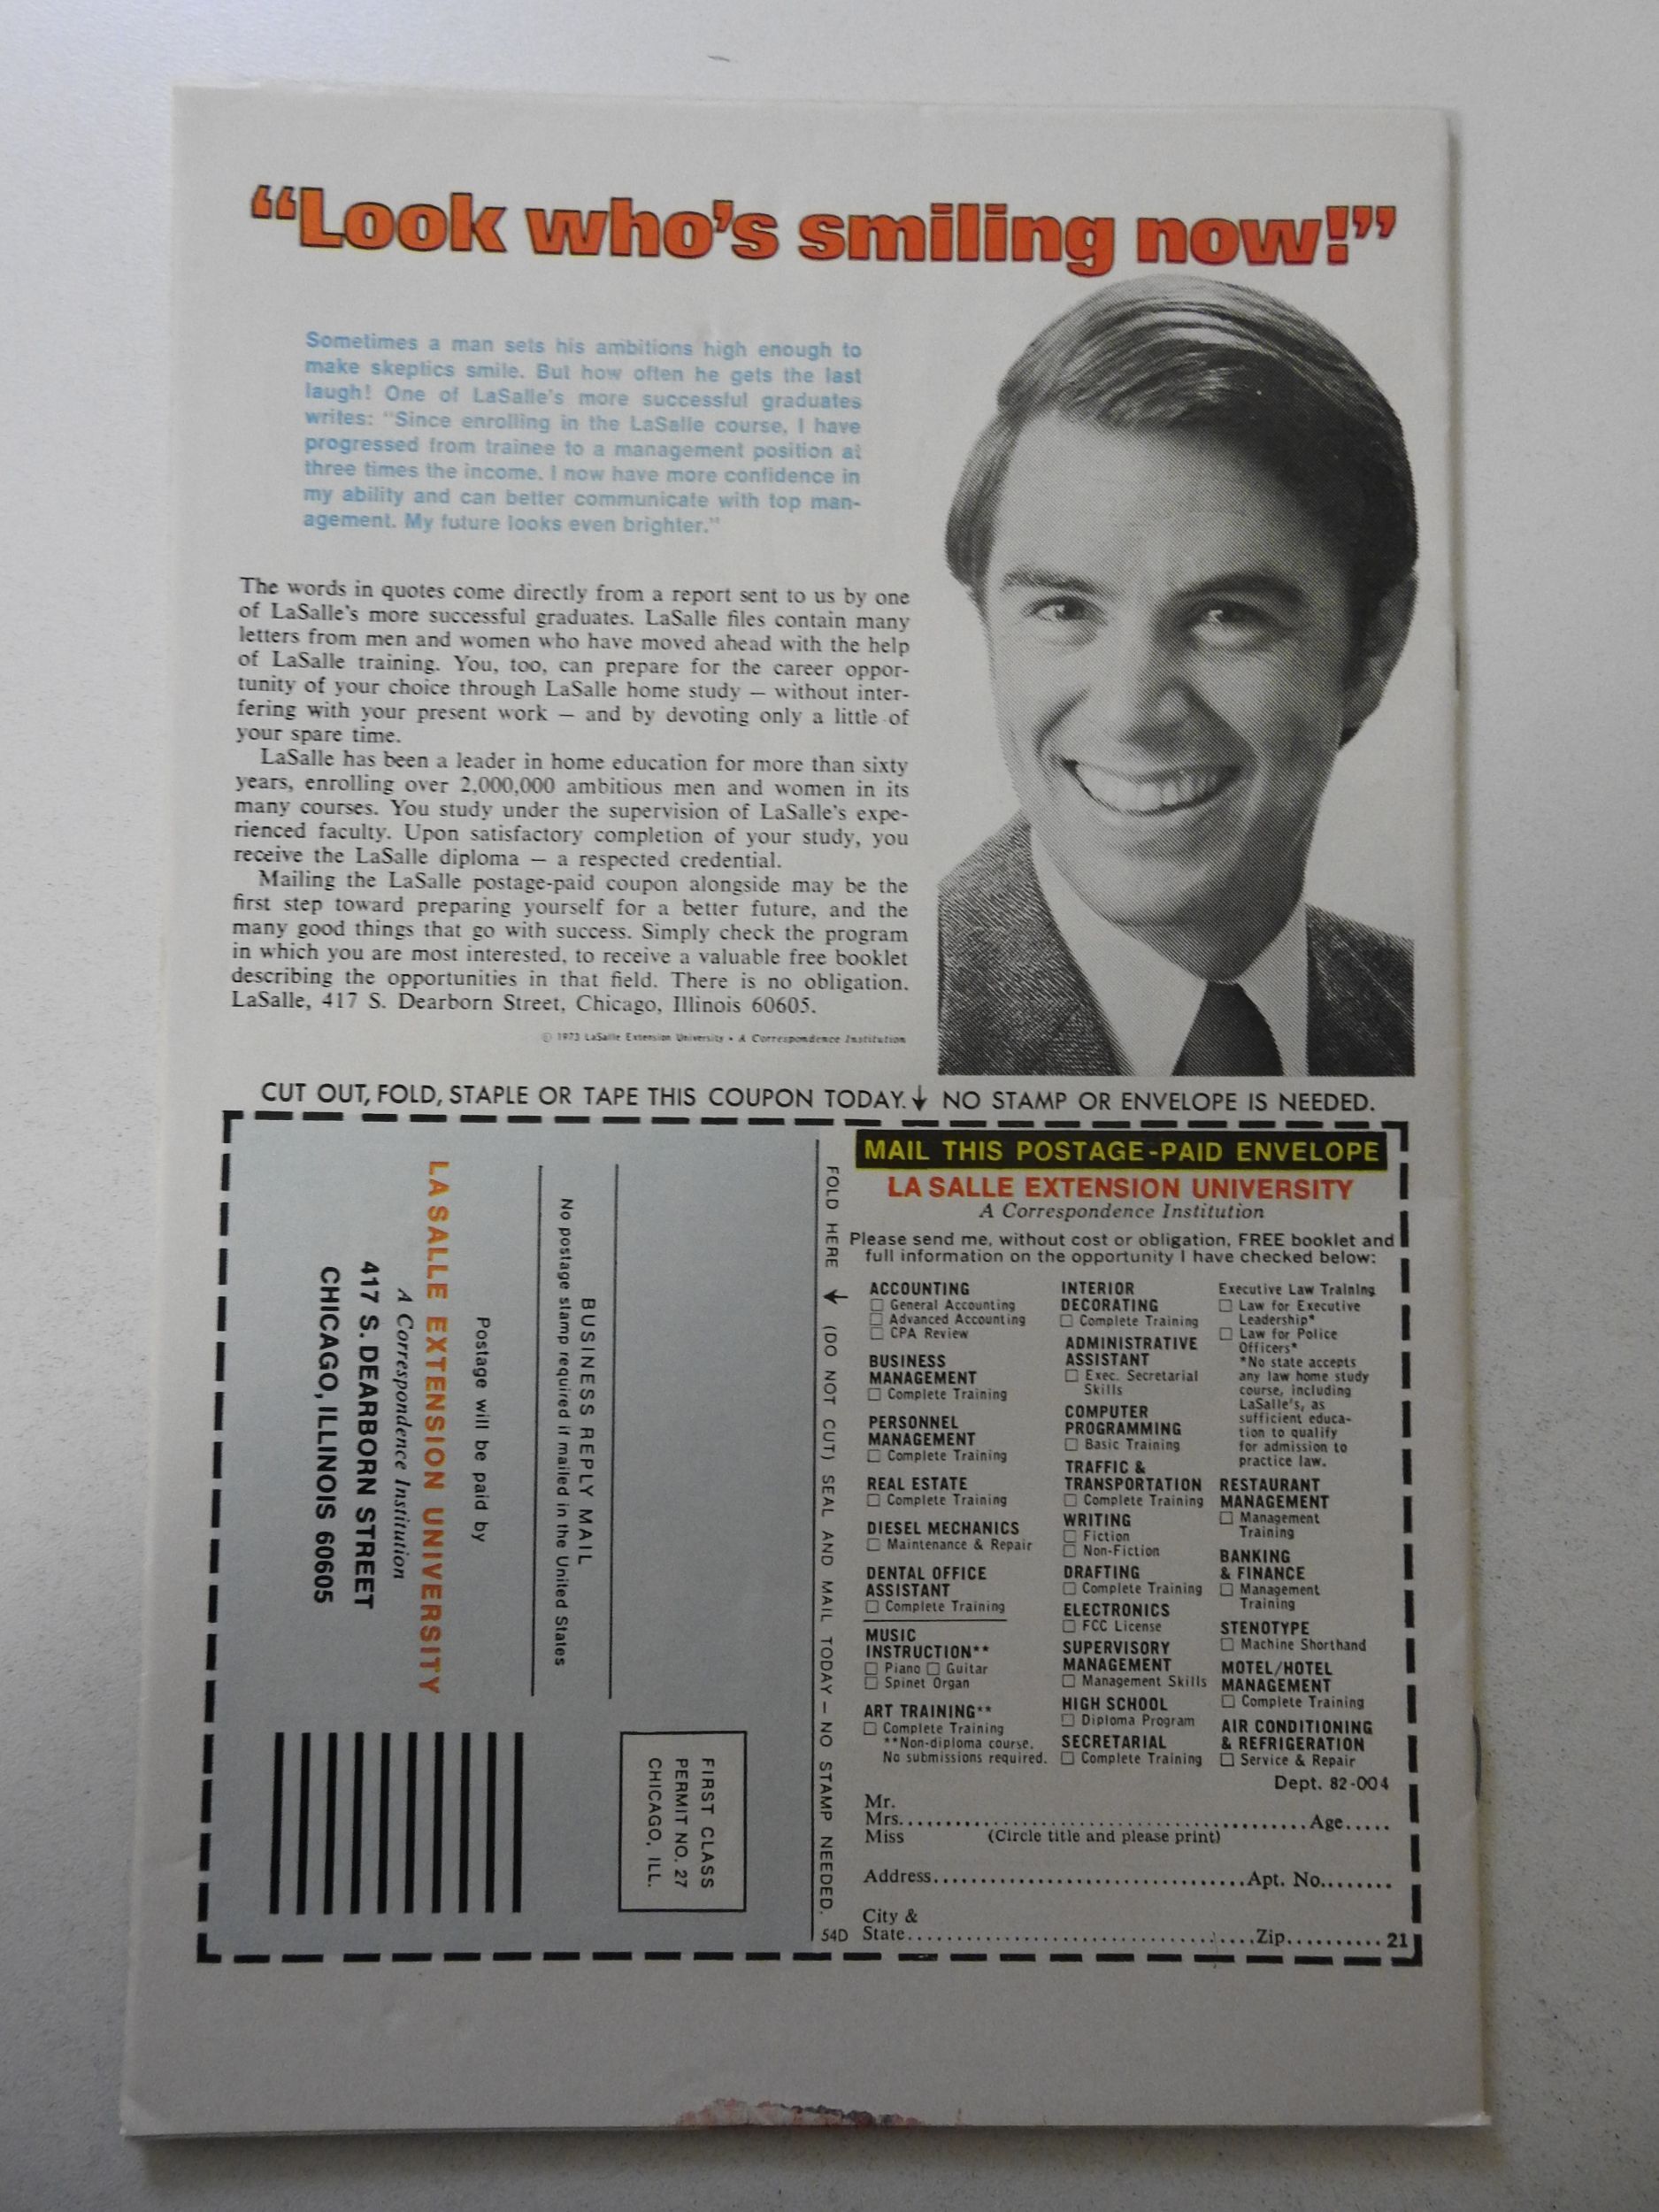 “Look who's smiling now!”
Sometimes a man sets his ambitions high enough to
make skeptics smile. But how often he gets the last
laugh! One of LaSalle's more successful graduates
writes: "Since enrolling in the LaSalle course, I have
progressed from trainee to a management position at
three times the income. I now have more confidence in
my ability and can better communicate with top man-
agement. My future looks even brighter."
The words in quotes come directly from a report sent to us by one
of LaSalle's more successful graduates. LaSalle files contain many
letters from men and women who have moved ahead with the help
of LaSalle training. You, too, can prepare for the career oppor-
tunity of your choice through LaSalle home study — without inter-
fering with your present work — and by devoting only a little of
your spare time.
LaSalle has been a leader in home education for more than sixty
years, enrolling over 2,000,000 ambitious men and women in its
many courses. You study under the supervision of LaSalle's expe-
rienced faculty. Upon satisfactory completion of your study, you
receive the LaSalle diploma — a respected credential.
Mailing the LaSalle postage-paid coupon alongside may be the
first step toward preparing yourself for a better future, and the
many good things that go with success. Simply check the program
in which you are most interested, to receive a valuable free booklet
describing the opportunities in that field. There is no obligation.
LaSalle, 417 S. Dearborn Street, Chicago, Illinois 60605.
© 1973 LaSalle Extension University • A Correspondence Institution
CUT OUT, FOLD, STAPLE OR TAPE THIS COUPON TODAY.↓ NO STAMP OR ENVELOPE IS NEEDED.
FIRST CLASS
PERMIT NO. 27
CHICAGO, ILL.
BUSINESS REPLY MAIL
No postage stamp required if mailed in the United States
Postage will be paid by
LA SALLE EXTENSION UNIVERSITY
A Correspondence Institution
417 S. DEARBORN STREET
CHICAGO, ILLINOIS 60605
FOLD HERE → (DO NOT CUT) SEAL AND MAIL TODAY — NO STAMP NEEDED.
54D
MAIL THIS POSTAGE-PAID ENVELOPE
LA SALLE EXTENSION UNIVERSITY
A Correspondence Institution
Please send me, without cost or obligation, FREE booklet and
full information on the opportunity I have checked below:
ACCOUNTING
☐ General Accounting
☐ Advanced Accounting
☐ CPA Review
BUSINESS
MANAGEMENT
☐ Complete Training
PERSONNEL
MANAGEMENT
☐ Complete Training
REAL ESTATE
☐ Complete Training
DIESEL MECHANICS
☐ Maintenance & Repair
DENTAL OFFICE
ASSISTANT
☐ Complete Training
MUSIC
INSTRUCTION**
☐ Piano ☐ Guitar
☐ Spinet Organ
ART TRAINING**
☐ Complete Training
**Non-diploma course.
No submissions required.
INTERIOR
DECORATING
☐ Complete Training
ADMINISTRATIVE
ASSISTANT
☐ Exec. Secretarial
Skills
COMPUTER
PROGRAMMING
☐ Basic Training
TRAFFIC &
TRANSPORTATION
☐ Complete Training
WRITING
☐ Fiction
☐ Non-Fiction
DRAFTING
☐ Complete Training
ELECTRONICS
☐ FCC License
SUPERVISORY
MANAGEMENT
☐ Management Skills
HIGH SCHOOL
☐ Diploma Program
SECRETARIAL
☐ Complete Training
Executive Law Training
☐ Law for Executive
Leadership*
☐ Law for Police
Officers*
*No state accepts
any law home study
course, including
LaSalle's, as
sufficient educa-
tion to qualify
for admission to
practice law.
RESTAURANT
MANAGEMENT
☐ Management
Training
BANKING
& FINANCE
☐ Management
Training
STENOTYPE
☐ Machine Shorthand
MOTEL/HOTEL
MANAGEMENT
☐ Complete Training
AIR CONDITIONING
& REFRIGERATION
☐ Service & Repair
Dept. 82-004
Mr.
Mrs. Age
Miss (Circle title and please print)
Address Apt. No.
City &
State Zip 21